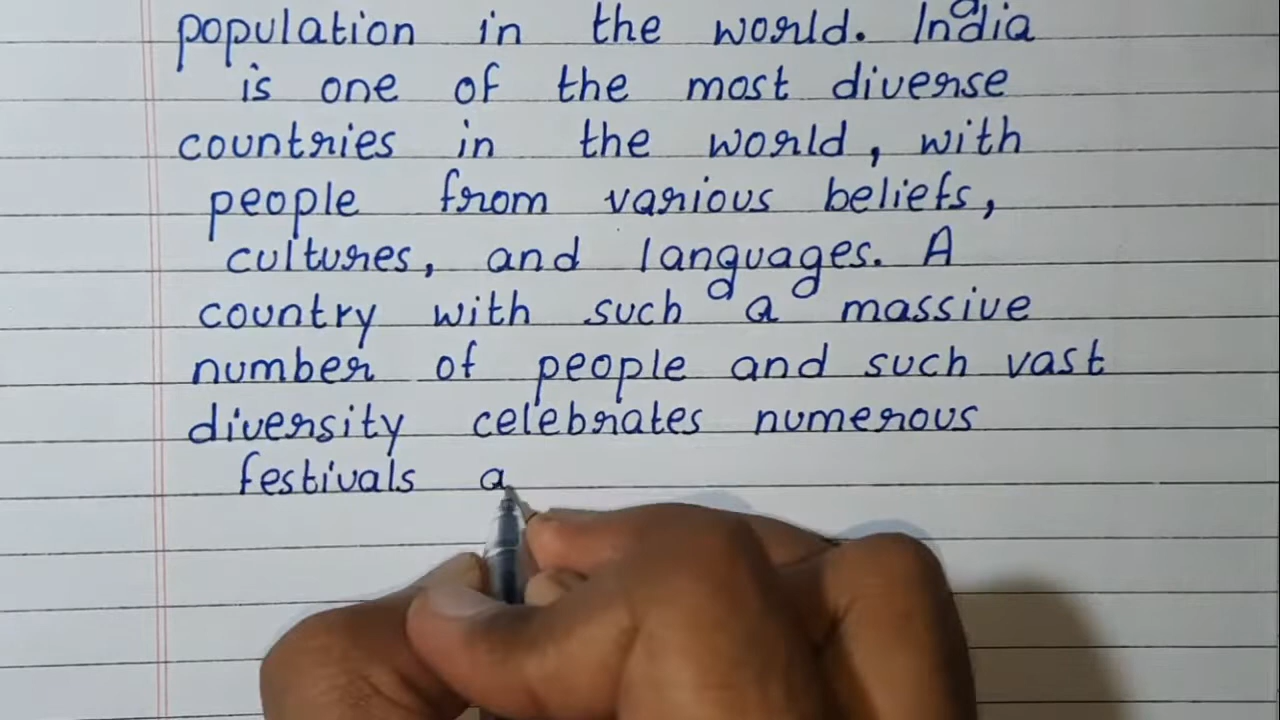 population in the world. India
is one of the most diverse
countries in the world, with
people from various beliefs,
cultures, and languages. A
country with such a massive
number of people and such vast
diversity celebrates numerous
festivals a